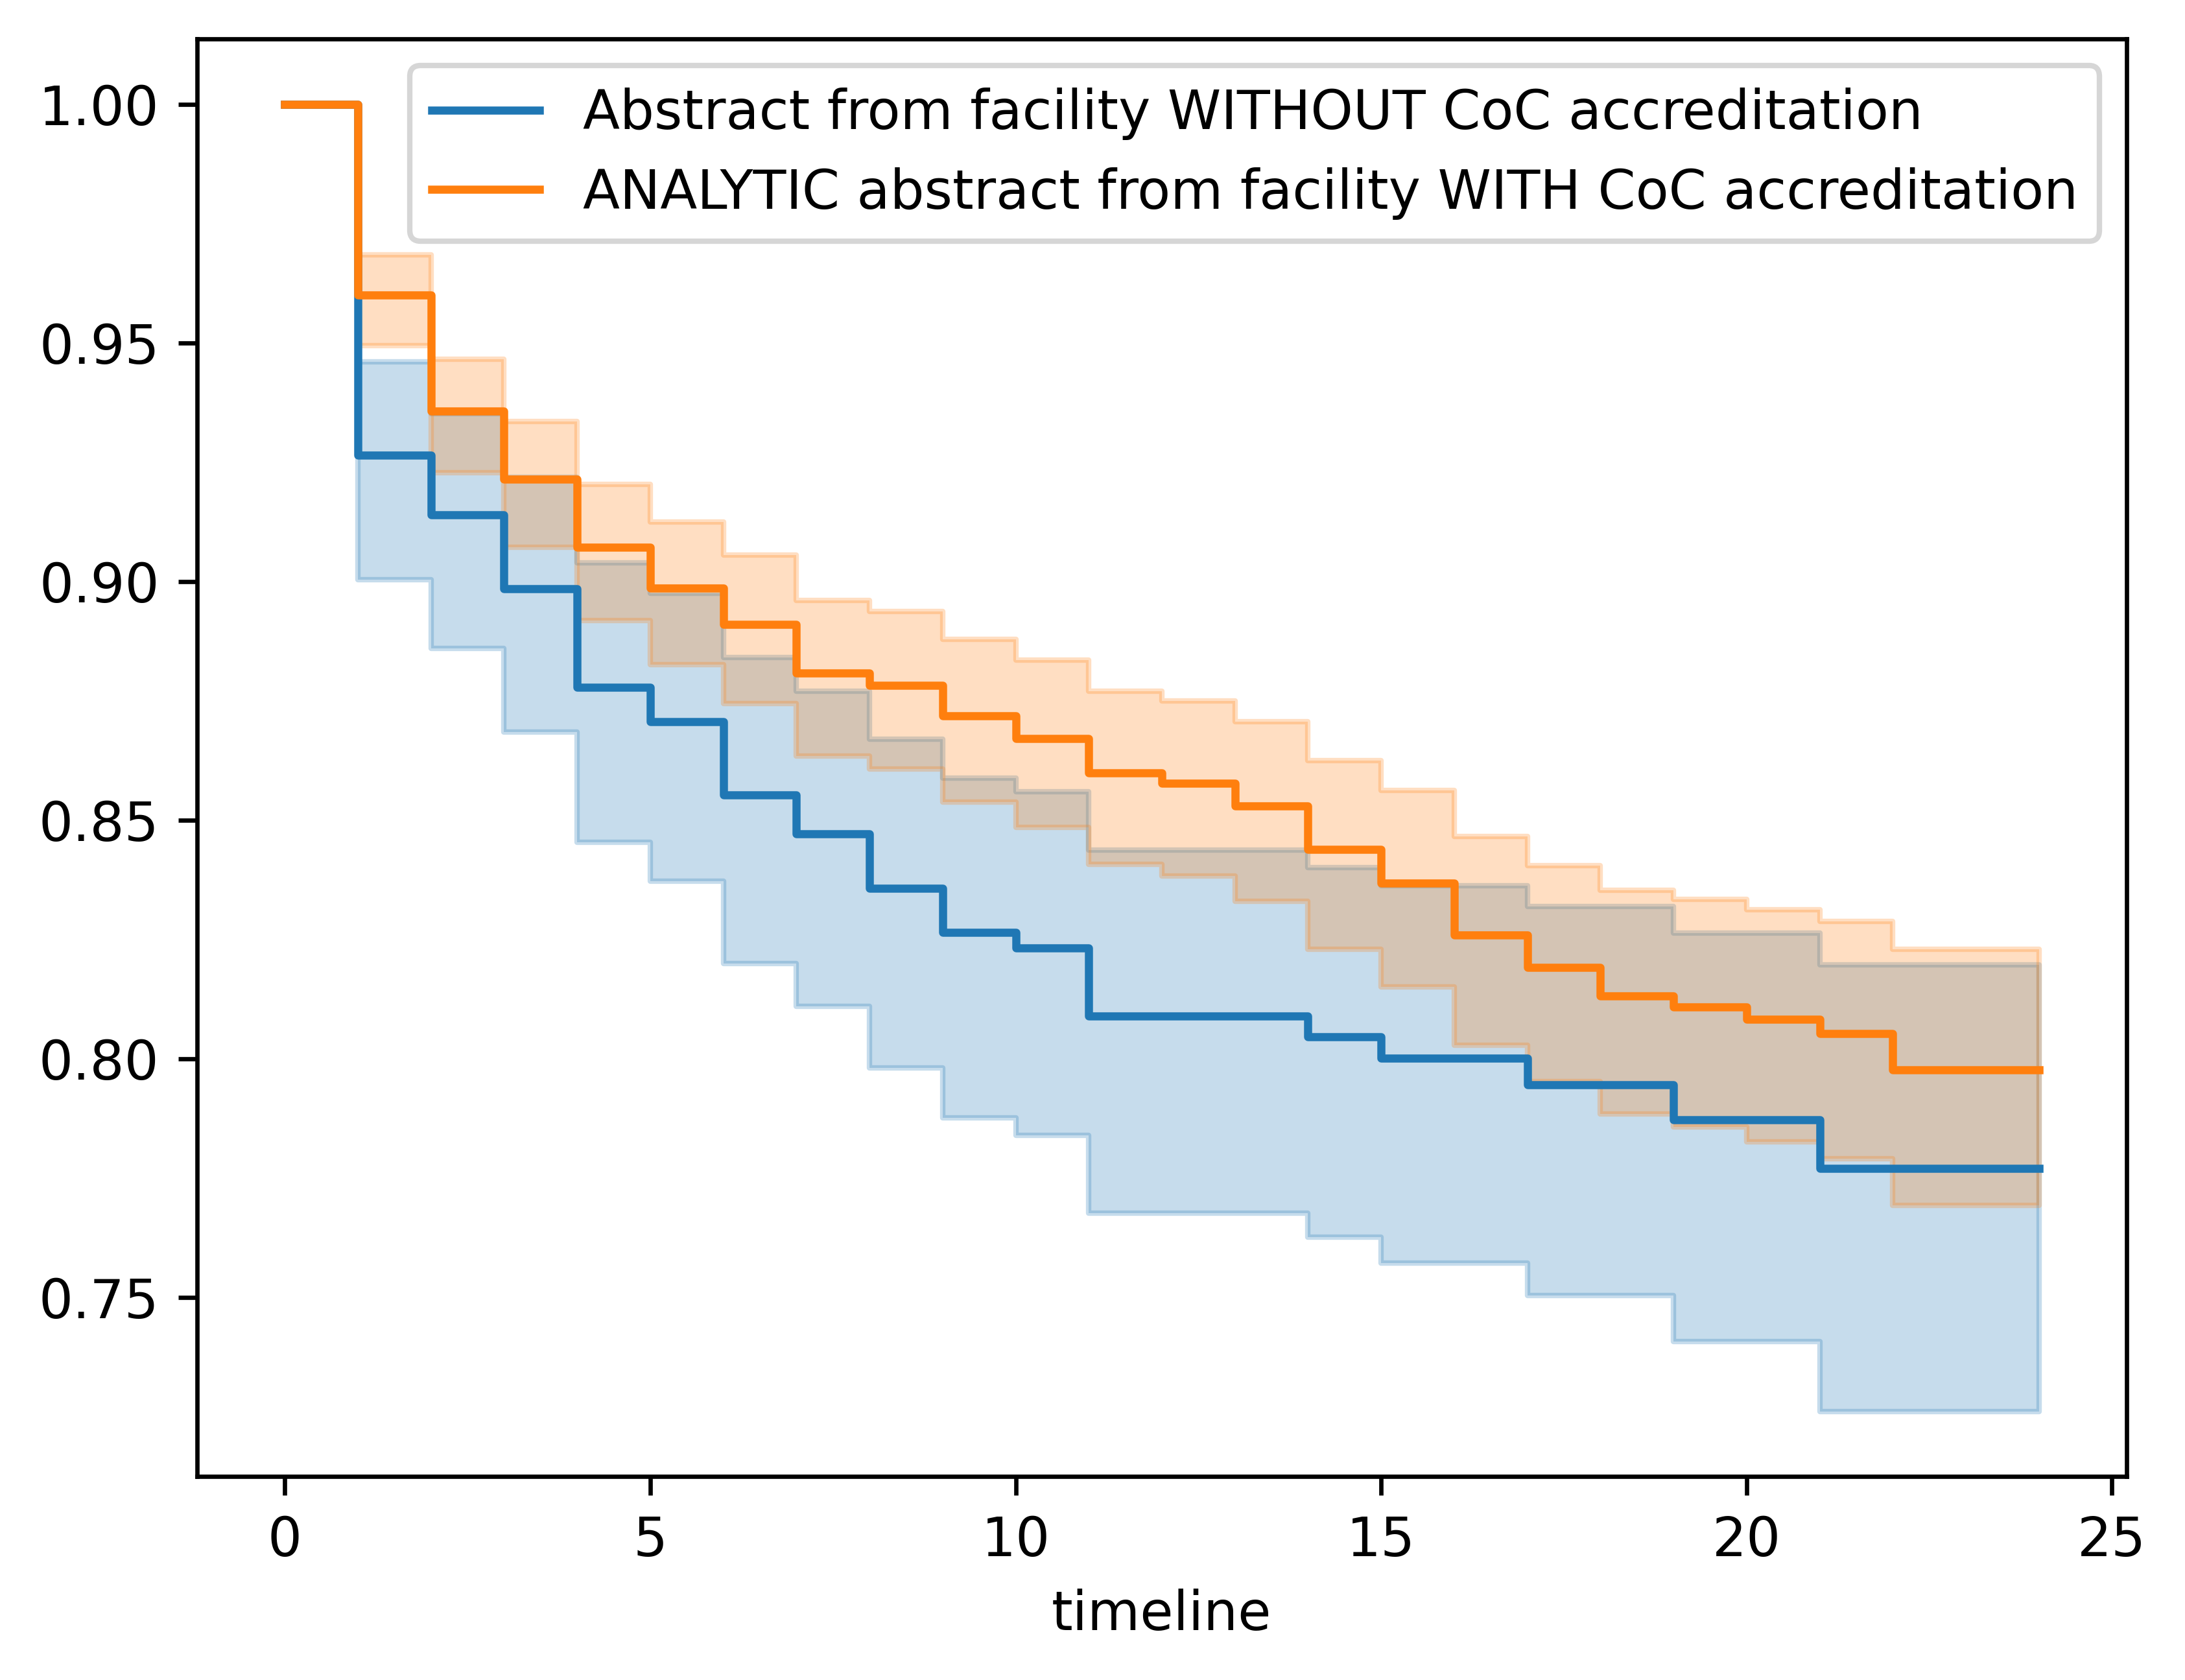 Abstract from facility WITHOUT CoC accreditation
ANALYTIC abstract from facility WITH CoC accreditation
1.00
0.95
0.90
0.85
0.80
0.75
0 5 10 15 20 25
timeline